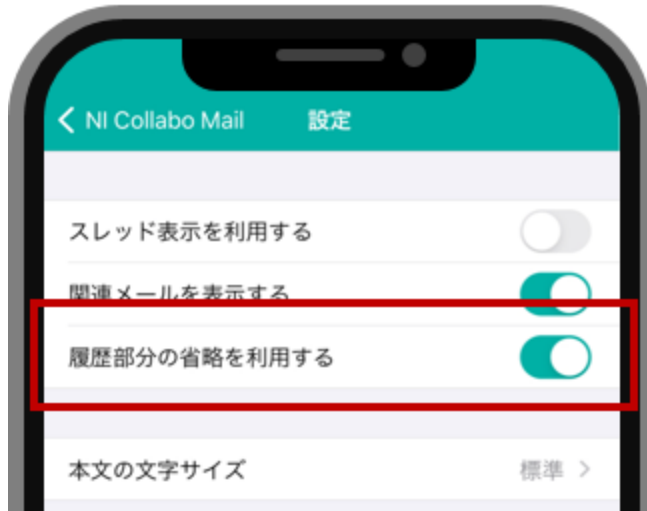 NI Collabo Mail 設定
スレッド表示を利用する
関連メールを表示する
履歴部分の省略を利用する
本文の文字サイズ 標準